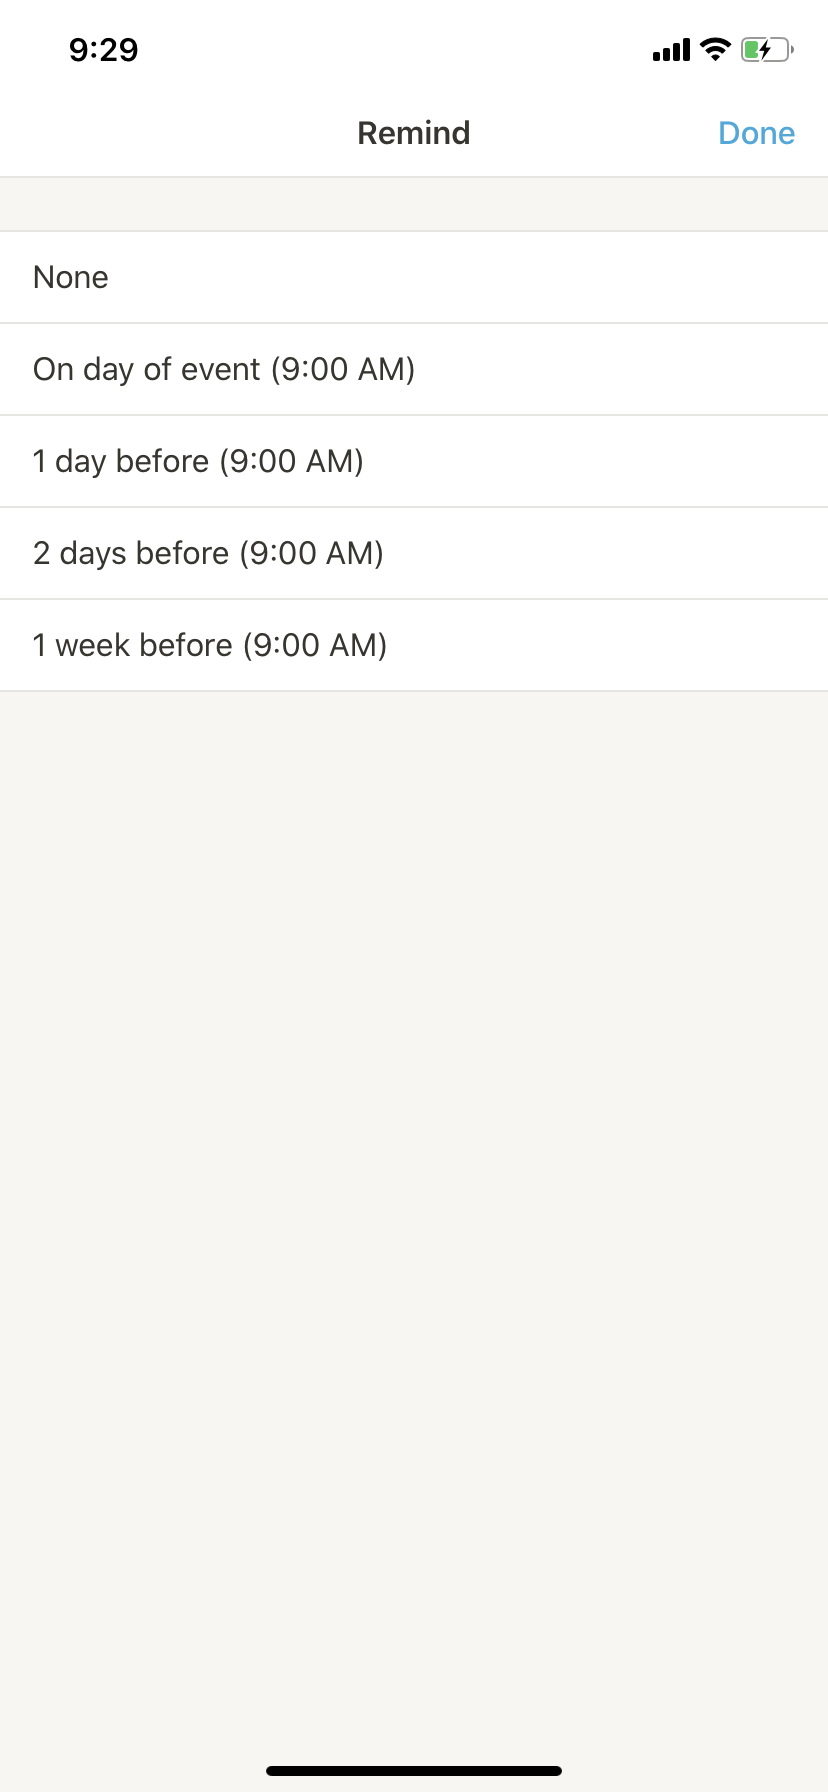 9:29
Remind
Done
None
On day of event (9:00 AM)
1 day before (9:00 AM)
2 days before (9:00 AM)
1 week before (9:00 AM)